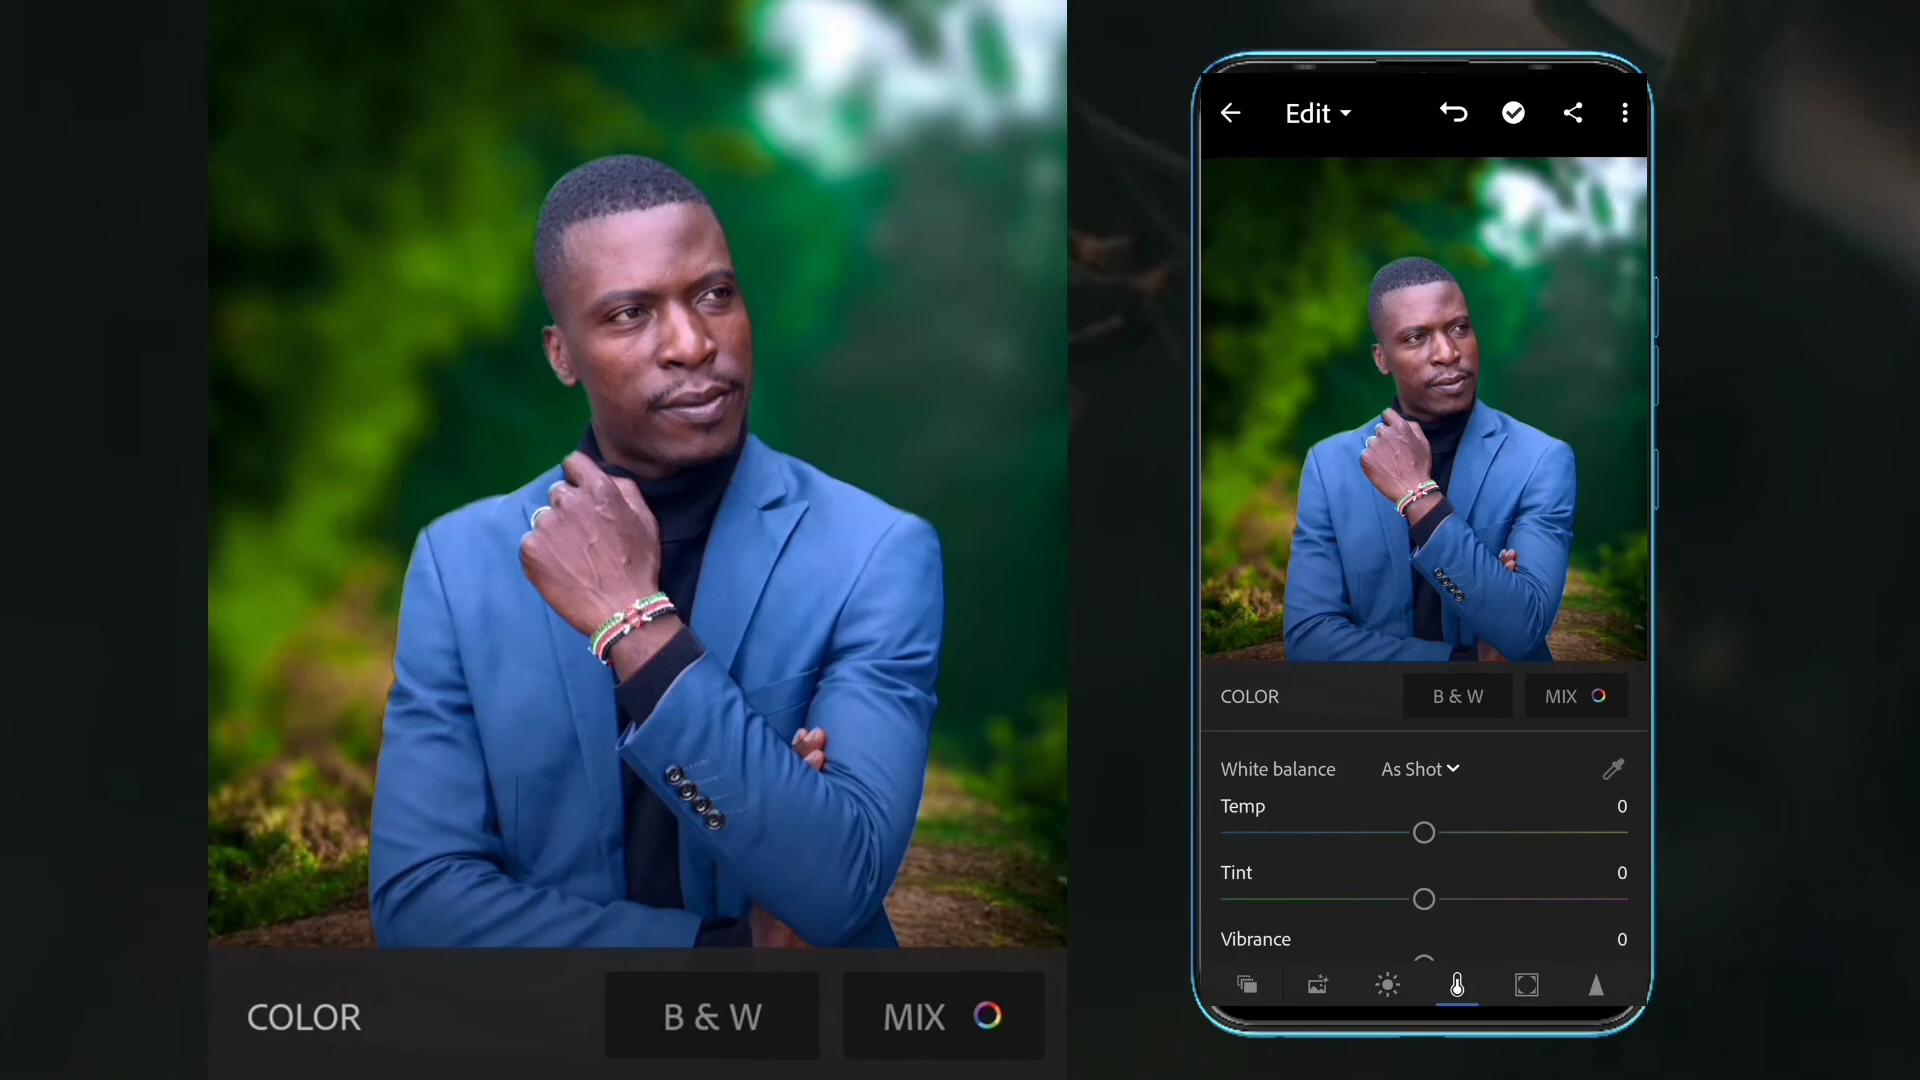 COLOR
B & W
MIX
Edit
COLOR
B & W
MIX
White balance
As Shot
Temp
0
Tint
0
Vibrance
0